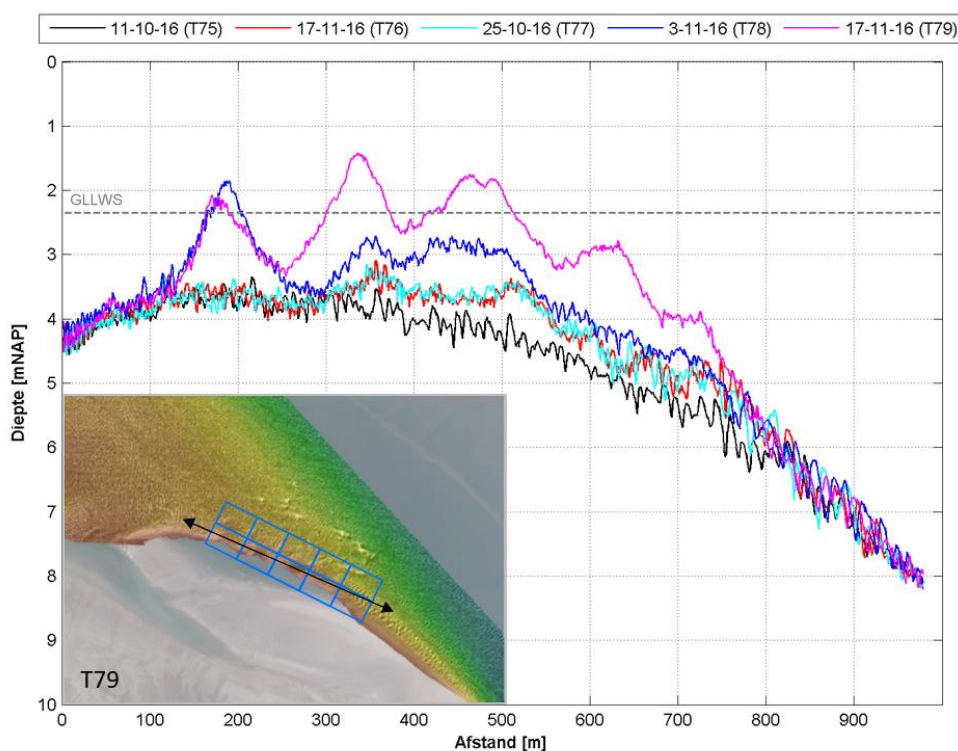 11-10-16 (T75) 17-11-16 (T76) 25-10-16 (T77) 3-11-16 (T78) 17-11-16 (T79)
0
1
2
GLLWS
3
4
5
6
7
8
9
10
Diepte [mNAP]
T79
0 100 200 300 400 500 600 700 800 900
Afstand [m]